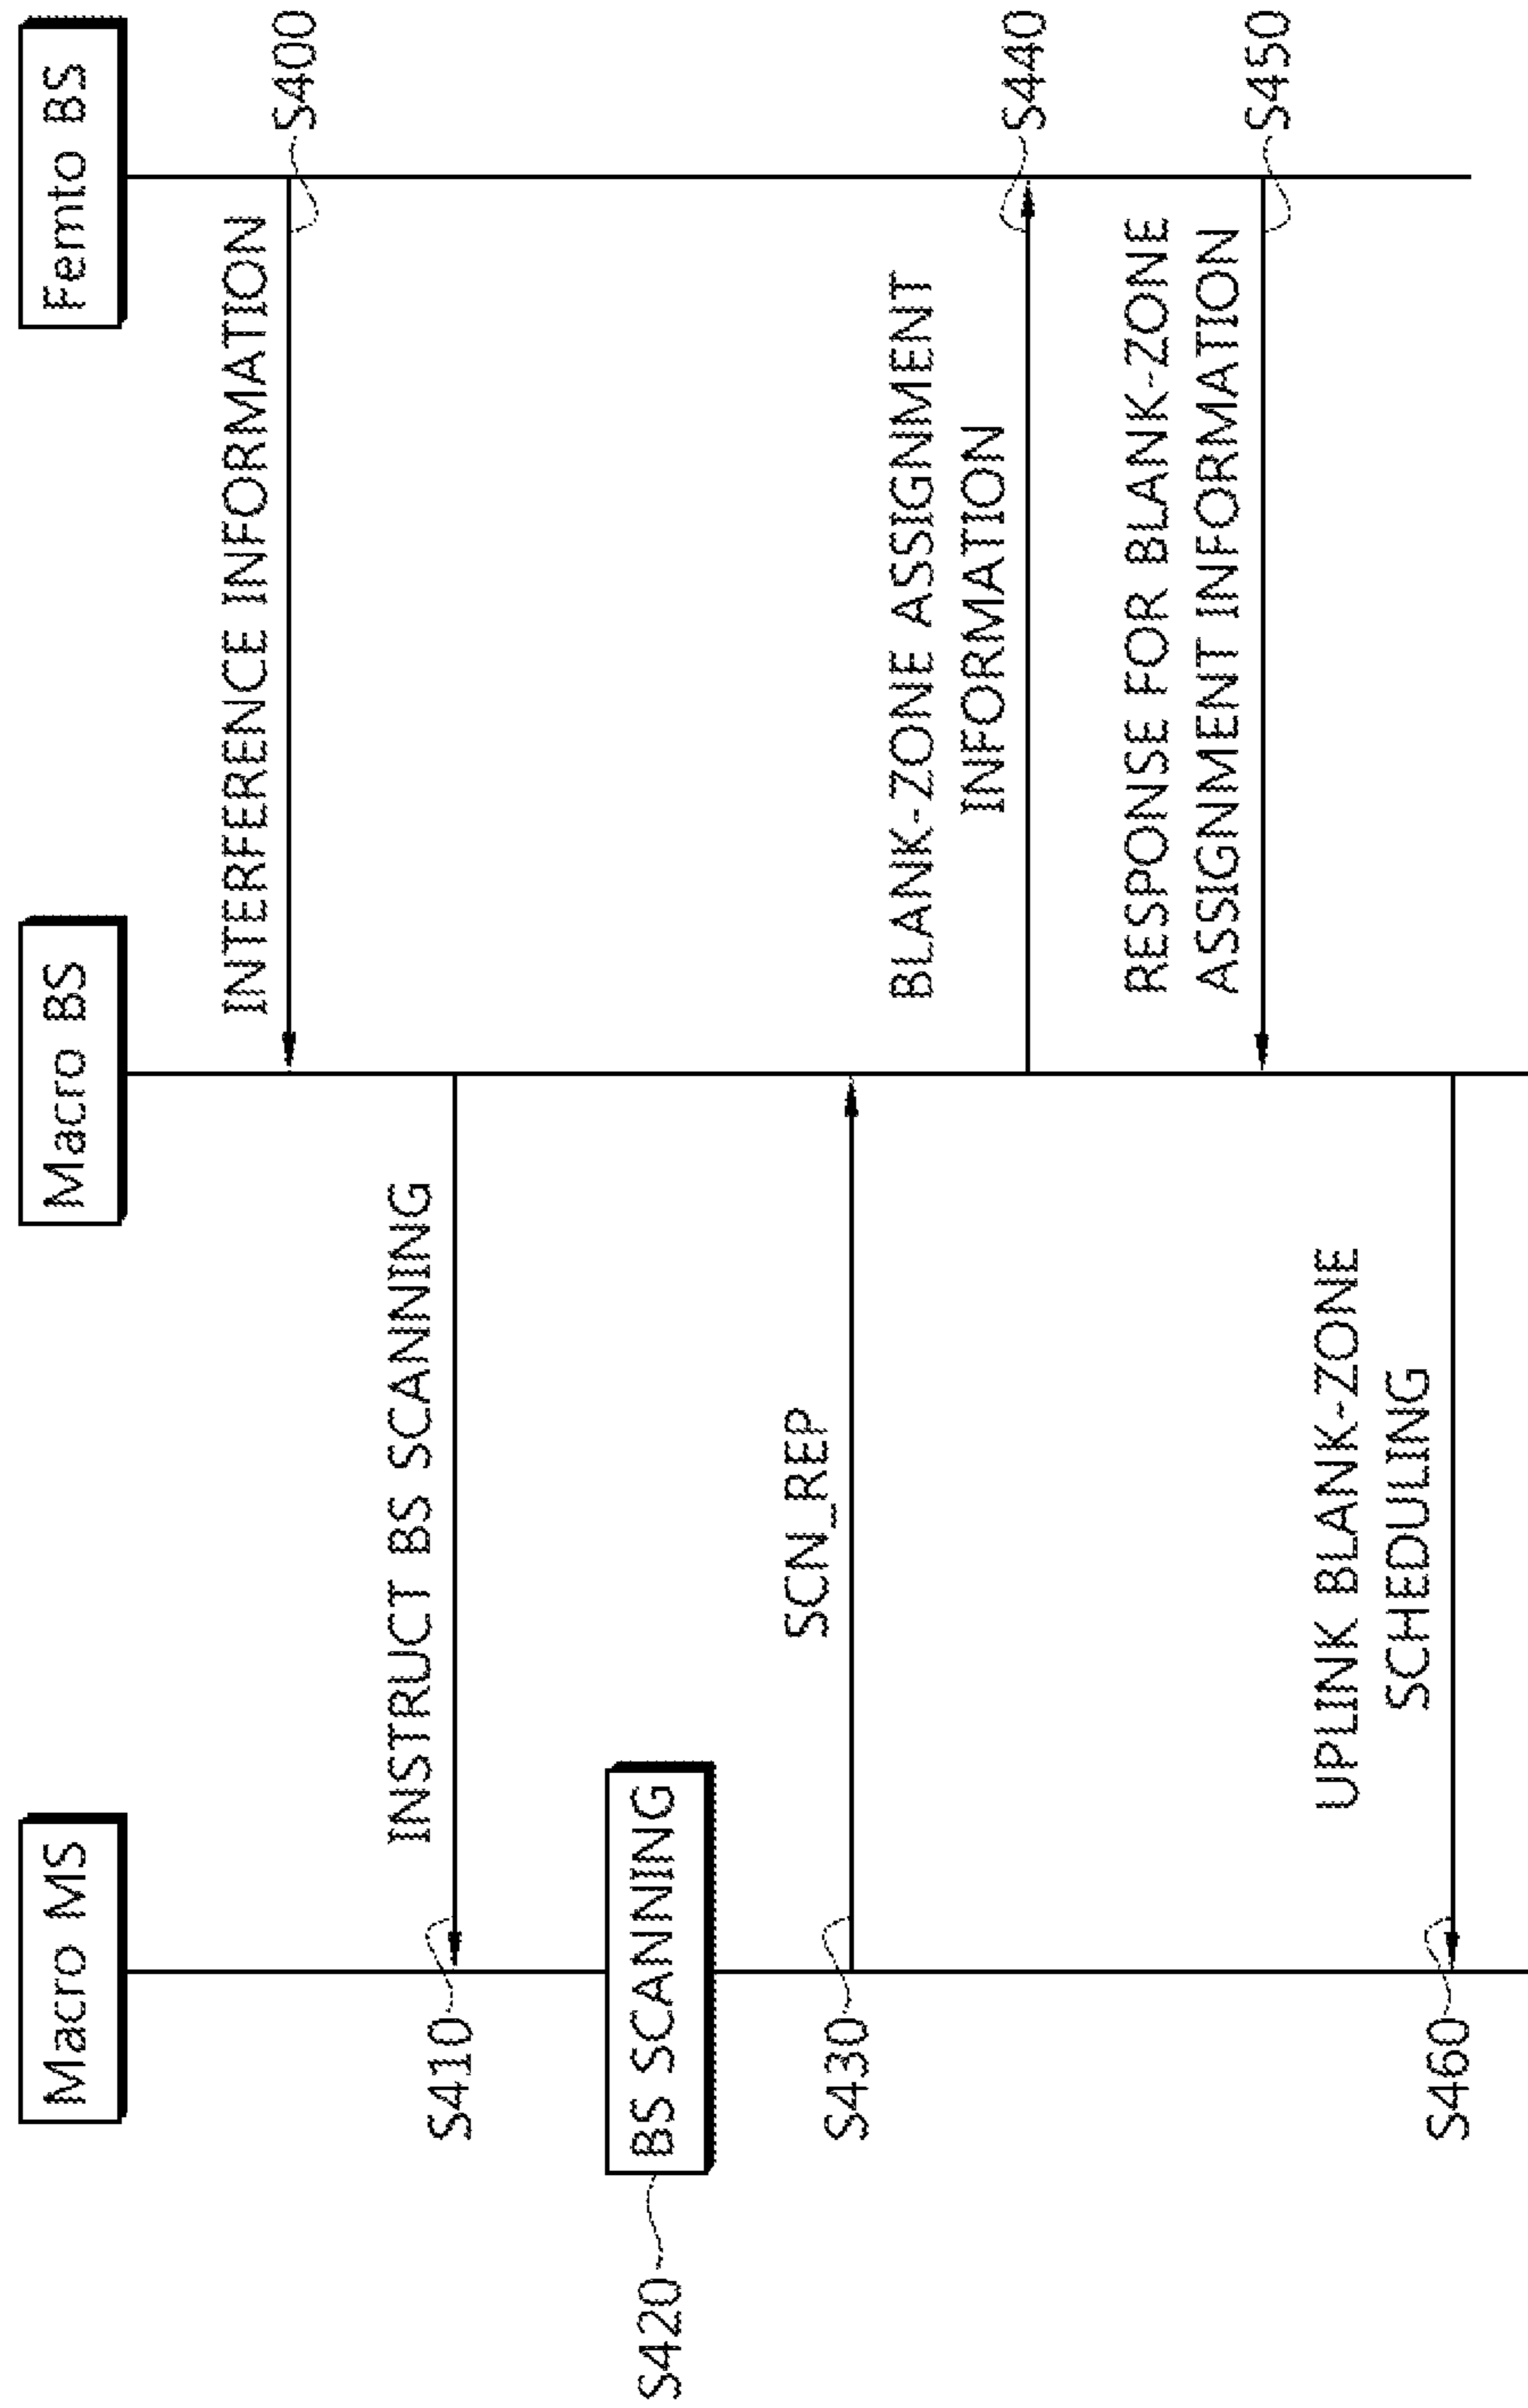 Macro MS
Macro BS
Femto BS
INTERFERENCE INFORMATION
S400
S410
INSTRUCT BS SCANNING
S420
BS SCANNING
S430
SCN_REP
BLANK-ZONE ASSIGNMENT
INFORMATION
S440
RESPONSE FOR BLANK-ZONE
ASSIGNMENT INFORMATION
S450
S460
UPLINK BLANK-ZONE
SCHEDULING